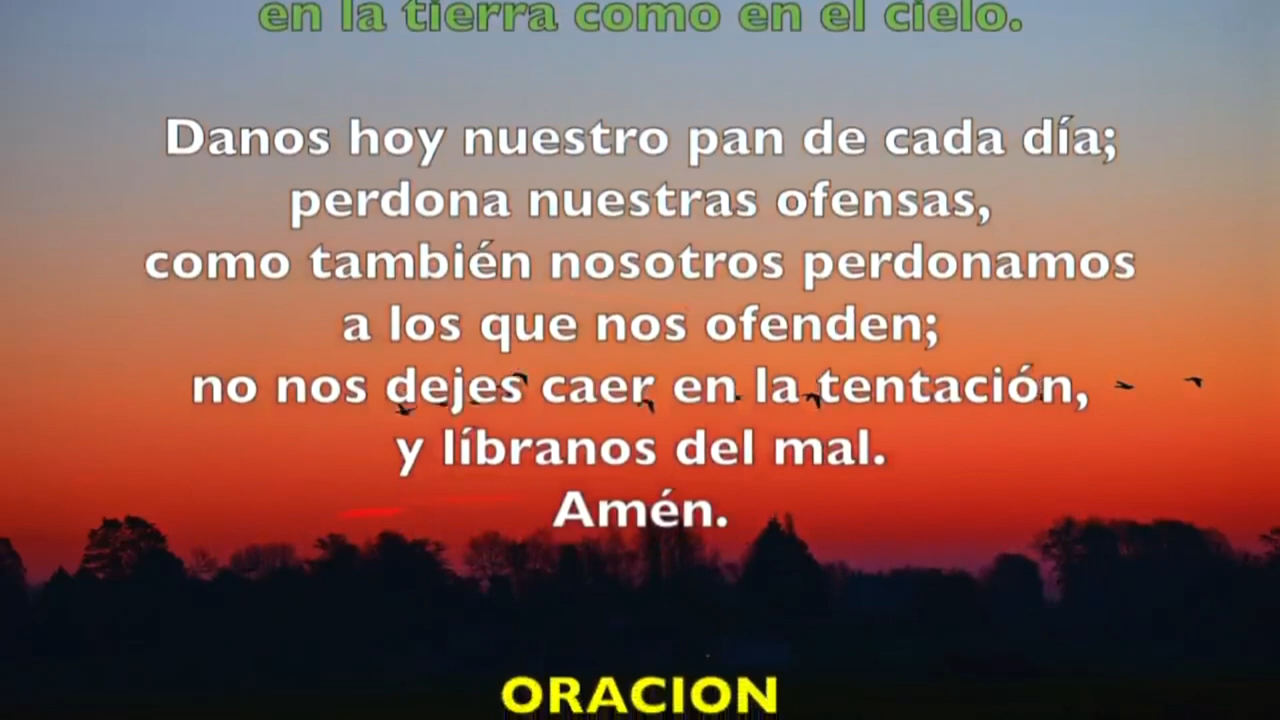 en la tierra como en el cielo.
Danos hoy nuestro pan de cada día;
perdona nuestras ofensas,
como también nosotros perdonamos
a los que nos ofenden;
no nos dejes caer en la tentación,
y líbranos del mal.
Amén.
ORACION